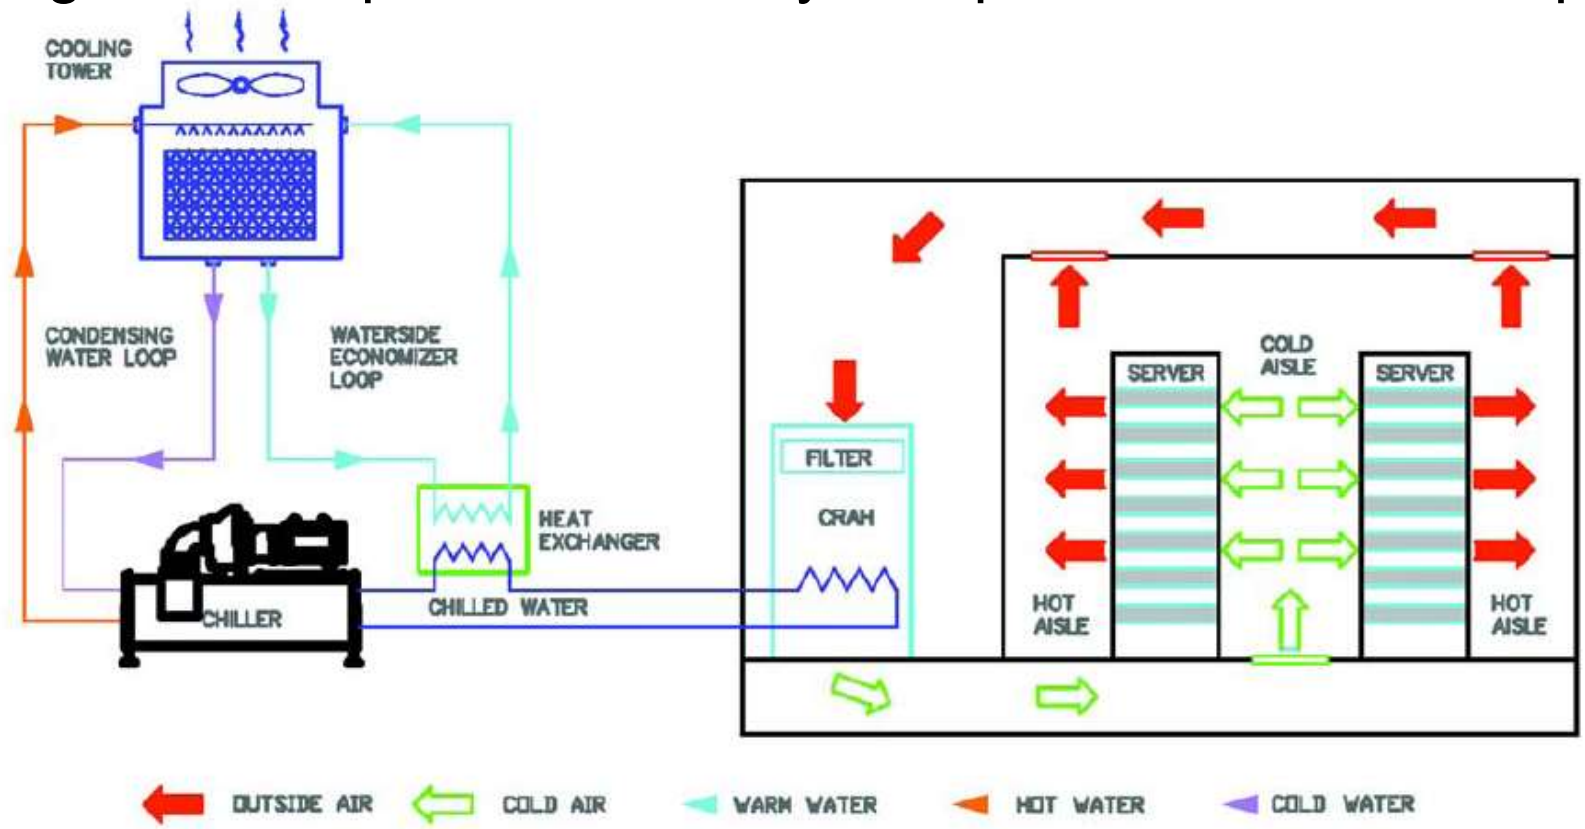 COOLING
TOWER
CONDENSING
WATER LOOP
WATERSIDE
ECONOMIZER
LOOP
HEAT
EXCHANGER
CHILLED WATER
CHILLER
FILTER
CRAH
COLD
AISLE
SERVER
SERVER
HOT
AISLE
HOT
AISLE
OUTSIDE AIR
COLD AIR
WARM WATER
HOT WATER
COLD WATER